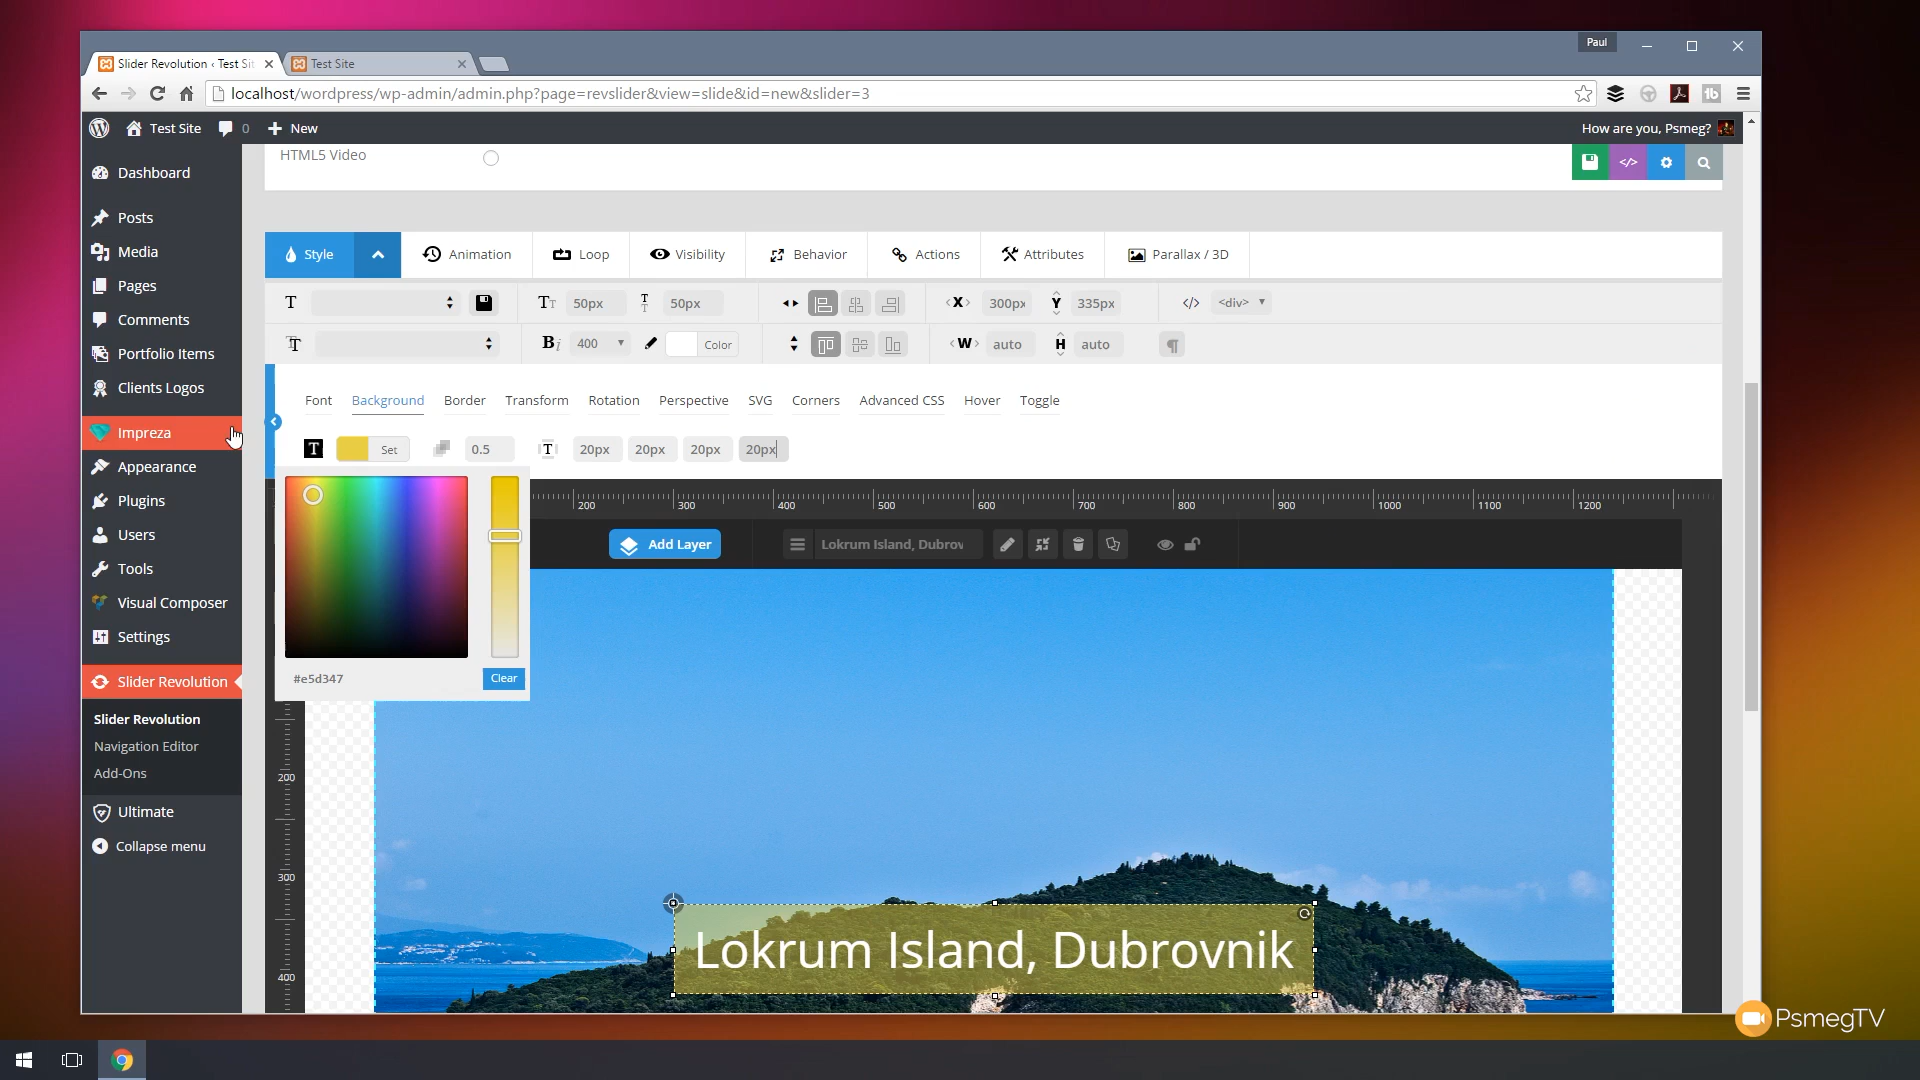 Paul
Slider Revolution ‹ Test Sit
Test Site
localhost/wordpress/wp-admin/admin.php?page=revslider&view=slide&id=new&slider=3
Test Site
0
New
How are you, Psmeg?
Dashboard
Posts
Media
Pages
Comments
Portfolio Items
Clients Logos
Impreza
Appearance
Plugins
Users
Tools
Visual Composer
Settings
Slider Revolution
Slider Revolution
Navigation Editor
Add-Ons
Ultimate
Collapse menu
HTML5 Video
Style
Animation
Loop
Visibility
Behavior
Actions
Attributes
Parallax / 3D
50px
50px
X
300px
Y
335px
</>
<div>
400
Color
W
auto
H
auto
Font
Background
Border
Transform
Rotation
Perspective
SVG
Corners
Advanced CSS
Hover
Toggle
Set
0.5
20px
20px
20px
20px
200
300
400
500
600
700
800
900
1000
1100
1200
Add Layer
Lokrum Island, Dubrov
#e5d347
Clear
200
300
400
Lokrum Island, Dubrovnik
PsmegTV